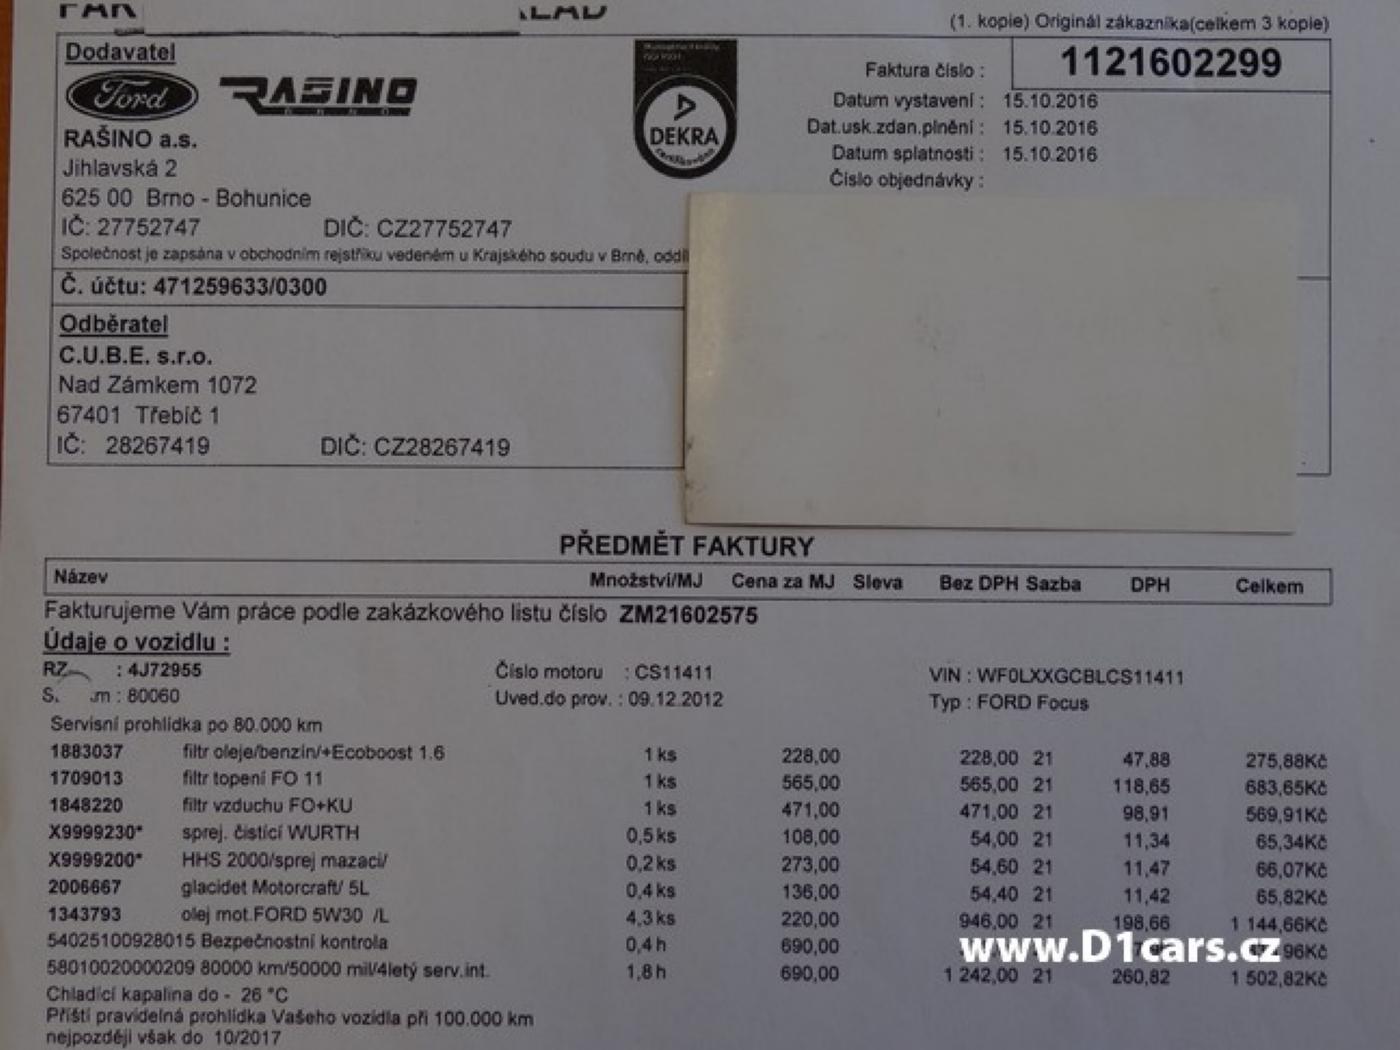 (1. kopie) Originál zákazníka(celkem 3 kopie)
Dodavatel
Ford RAŠINO
BRNO
DEKRA
certifikováno
Faktura číslo : 1121602299
Datum vystavení : 15.10.2016
Dat.usk.zdan.plnění : 15.10.2016
Datum splatnosti : 15.10.2016
Číslo objednávky :
RAŠINO a.s.
Jihlavská 2
625 00 Brno - Bohunice
IČ: 27752747 DIČ: CZ27752747
Společnost je zapsána v obchodním rejstříku vedeném u Krajského soudu v Brně,
Č. účtu: 471259633/0300
Odběratel
C.U.B.E. s.r.o.
Nad Zámkem 1072
67401 Třebíč 1
IČ: 28267419 DIČ: CZ28267419
PŘEDMĚT FAKTURY
Název Množství/MJ Cena za MJ Sleva Bez DPH Sazba DPH Celkem
Fakturujeme Vám práce podle zakázkového listu číslo ZM21602575
Údaje o vozidlu :
RZ : 4J72955 Číslo motoru : CS11411 VIN : WF0LXXGCBLCS11411
: 80060 Uved.do prov. : 09.12.2012 Typ : FORD Focus
Servisní prohlídka po 80.000 km
1883037 filtr oleje/benzín/+Ecoboost 1.6 1 ks 228,00 228,00 21 47,88 275,88Kč
1709013 filtr topení FO 11 1 ks 565,00 565,00 21 118,65 683,65Kč
1848220 filtr vzduchu FO+KU 1 ks 471,00 471,00 21 98,91 569,91Kč
X9999230* sprej. čistící WURTH 0,5 ks 108,00 54,00 21 11,34 65,34Kč
X9999200* HHS 2000/sprej mazací/ 0,2 ks 273,00 54,60 21 11,47 66,07Kč
2006667 glacidet Motorcraft/ 5L 0,4 ks 136,00 54,40 21 11,42 65,82Kč
1343793 olej mot.FORD 5W30 /L 4,3 ks 220,00 946,00 21 198,66 1 144,66Kč
54025100928015 Bezpečnostní kontrola 0,4 h 690,00
www.D1cars.cz
58010020000209 80000 km/50000 mil/4letý serv.int. 1,8 h 690,00 1 242,00 21 260,82 1 502,82Kč
Chladící kapalina do - 26 °C
Příští pravidelná prohlídka Vašeho vozidla při 100.000 km
nejpozději však do 10/2017